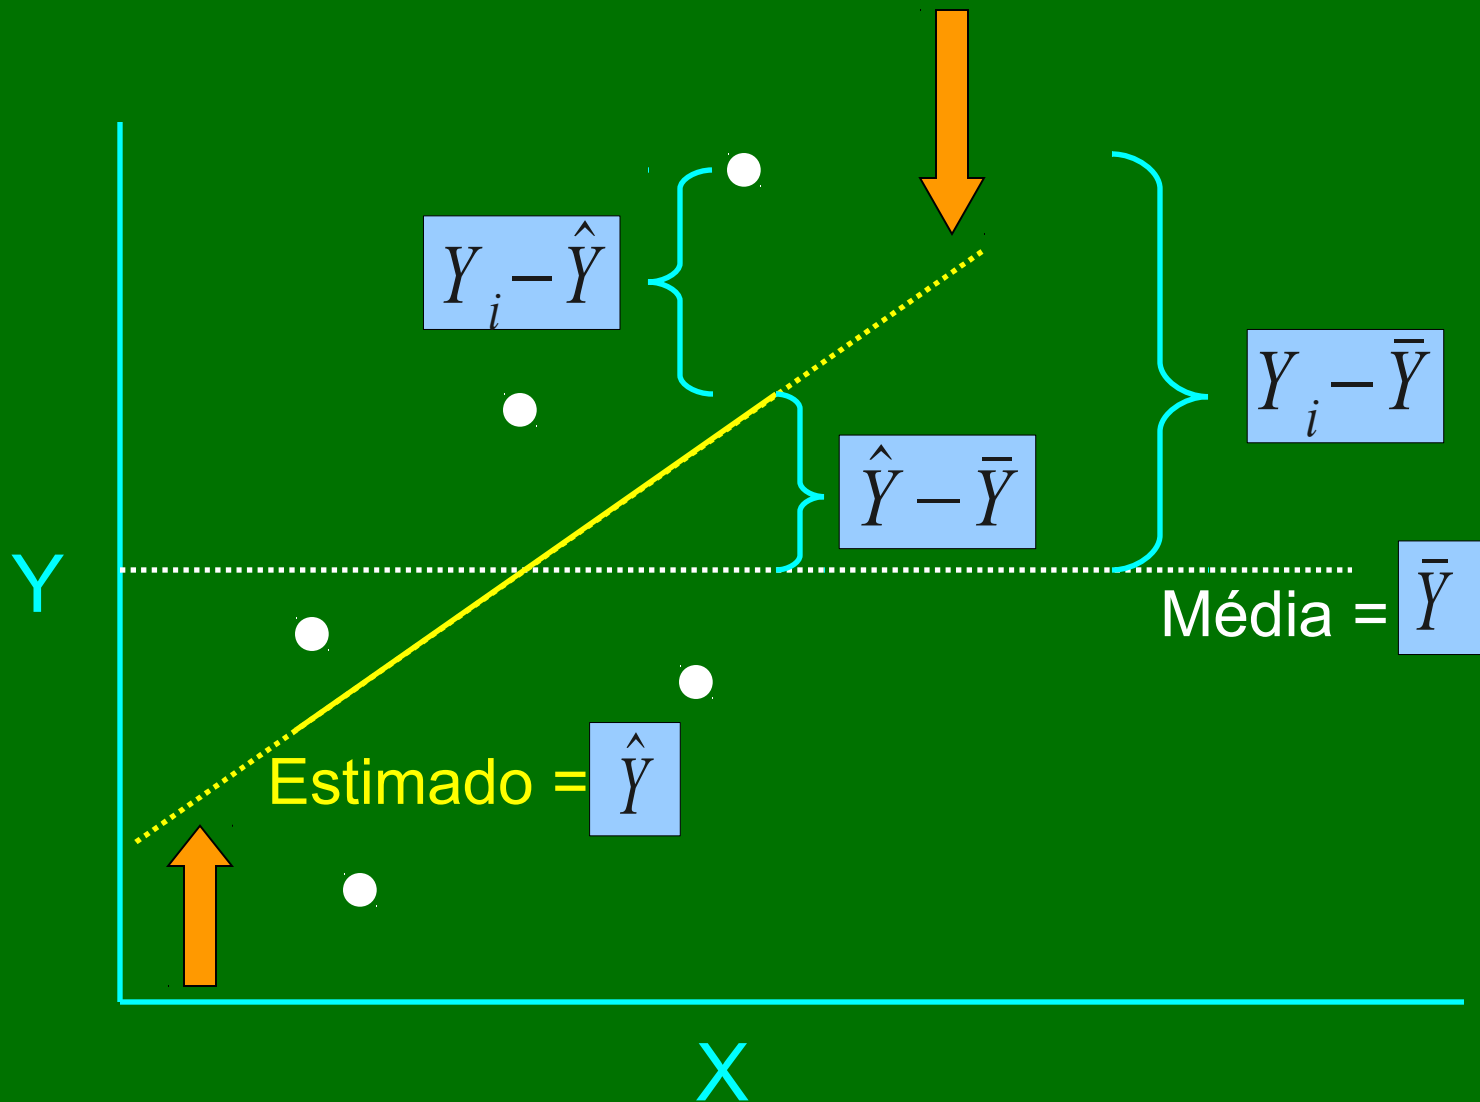 Y_i − Ŷ
Y_i − Ȳ
Ŷ − Ȳ
Y
Média = Ȳ
Estimado = Ŷ
X